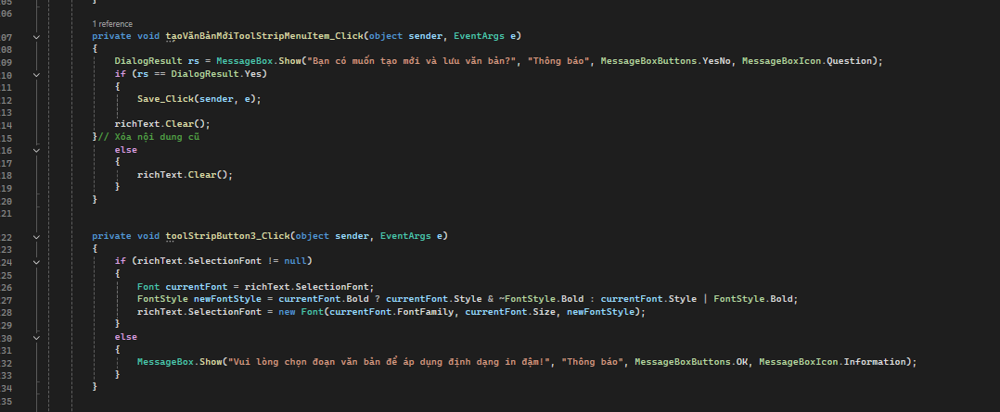 05 }
06
1 reference
07 private void tạoVănBảnMớiToolStripMenuItem_Click(object sender, EventArgs e)
08 {
09 DialogResult rs = MessageBox.Show("Bạn có muốn tạo mới và lưu văn bản?", "Thông báo", MessageBoxButtons.YesNo, MessageBoxIcon.Question);
10 if (rs == DialogResult.Yes)
11 {
12 Save_Click(sender, e);
13
14 richText.Clear();
15 }// Xóa nội dung cũ
16 else
17 {
18 richText.Clear();
19 }
20 }
21
22 private void toolStripButton3_Click(object sender, EventArgs e)
23 {
24 if (richText.SelectionFont != null)
25 {
26 Font currentFont = richText.SelectionFont;
27 FontStyle newFontStyle = currentFont.Bold ? currentFont.Style & ~FontStyle.Bold : currentFont.Style | FontStyle.Bold;
28 richText.SelectionFont = new Font(currentFont.FontFamily, currentFont.Size, newFontStyle);
29 }
30 else
31 {
32 MessageBox.Show("Vui lòng chọn đoạn văn bản để áp dụng định dạng in đậm!", "Thông báo", MessageBoxButtons.OK, MessageBoxIcon.Information);
33 }
34 }
35